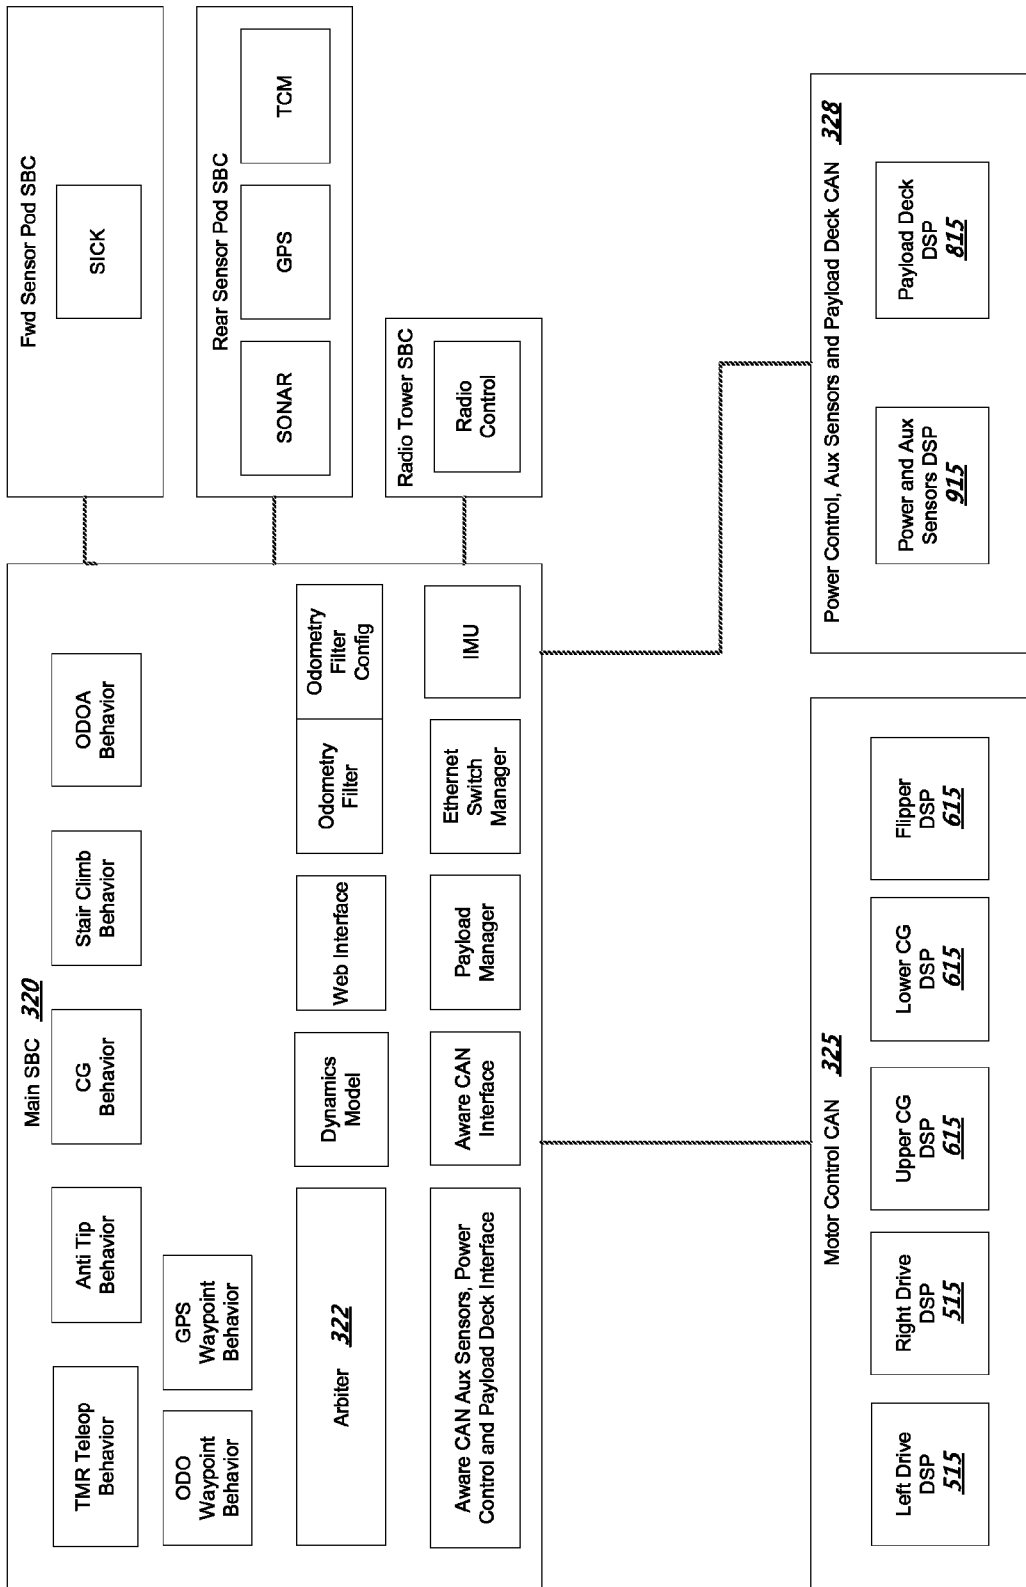 Main SBC 320
TMR Teleop
Behavior
Anti Tip
Behavior
CG
Behavior
Stair Climb
Behavior
ODOA
Behavior
ODO
Waypoint
Behavior
GPS
Waypoint
Behavior
Arbiter 322
Dynamics
Model
Web Interface
Odometry
Filter
Odometry
Filter
Config
Aware CAN Aux Sensors, Power
Control and Payload Deck Interface
Aware CAN
Interface
Payload
Manager
Ethernet
Switch
Manager
IMU
Fwd Sensor Pod SBC
SICK
Rear Sensor Pod SBC
SONAR
GPS
TCM
Radio Tower SBC
Radio
Control
Motor Control CAN 325
Left Drive
DSP
515
Right Drive
DSP
515
Upper CG
DSP
615
Lower CG
DSP
615
Flipper
DSP
615
Power Control, Aux Sensors and Payload Deck CAN 328
Power and Aux
Sensors DSP
915
Payload Deck
DSP
815